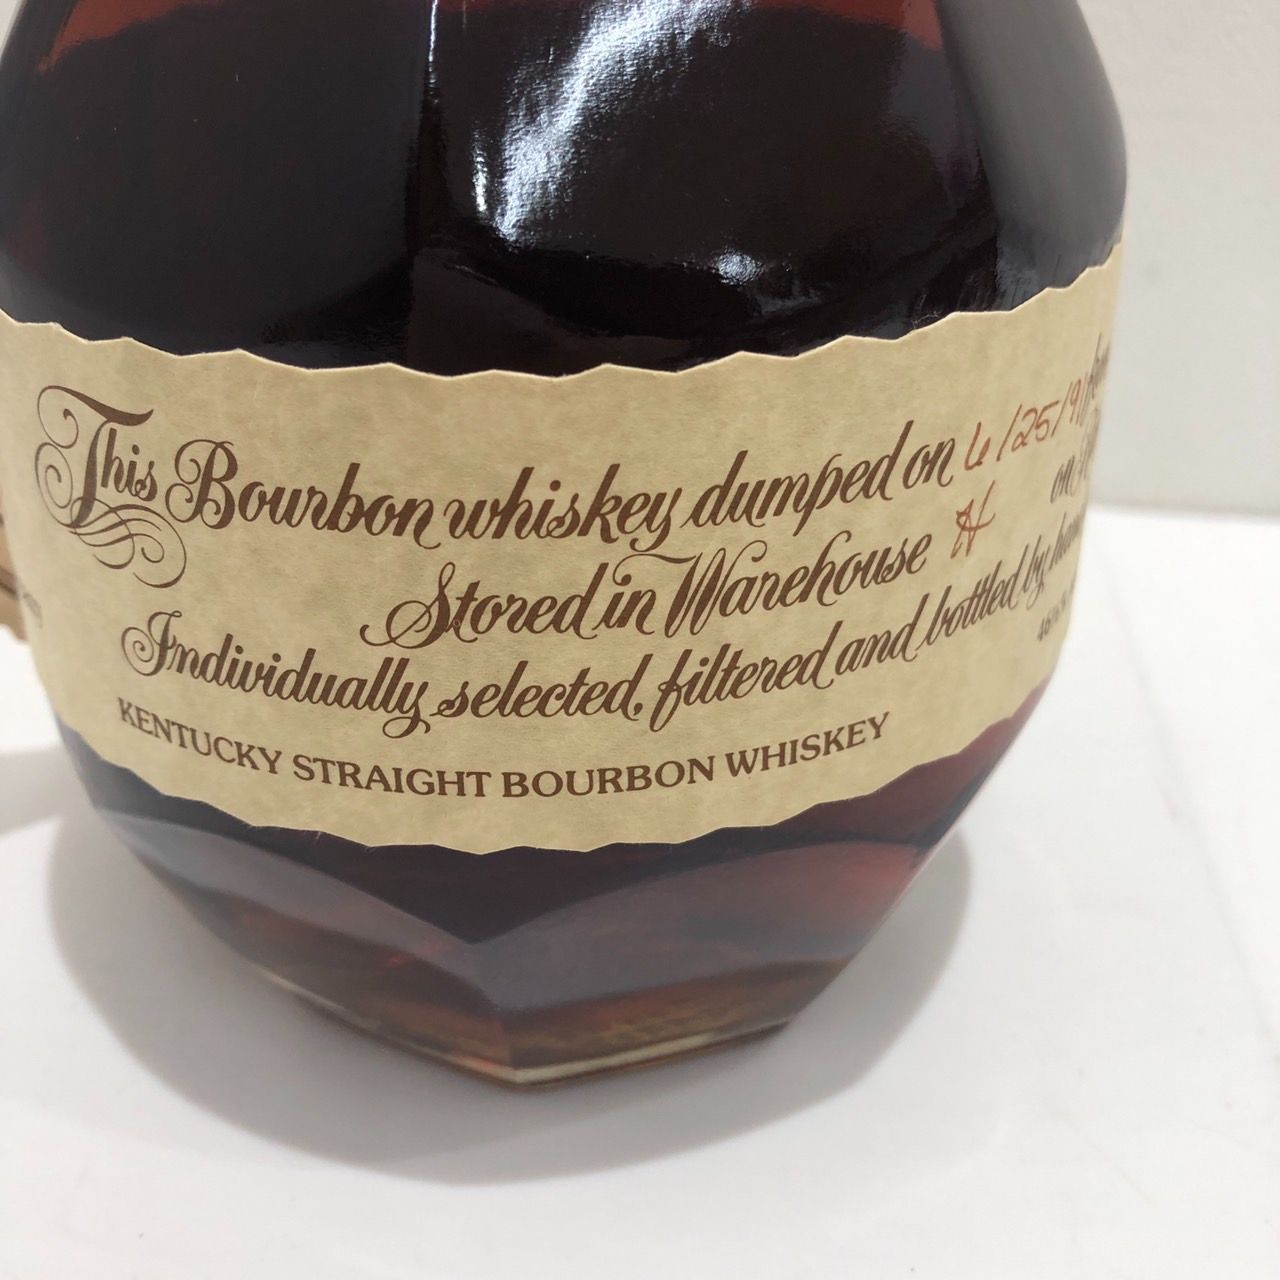 This Bourbon whiskey dumped on 6/25/91
Stored in Warehouse H on
Individually selected, filtered and bottled by
KENTUCKY STRAIGHT BOURBON WHISKEY